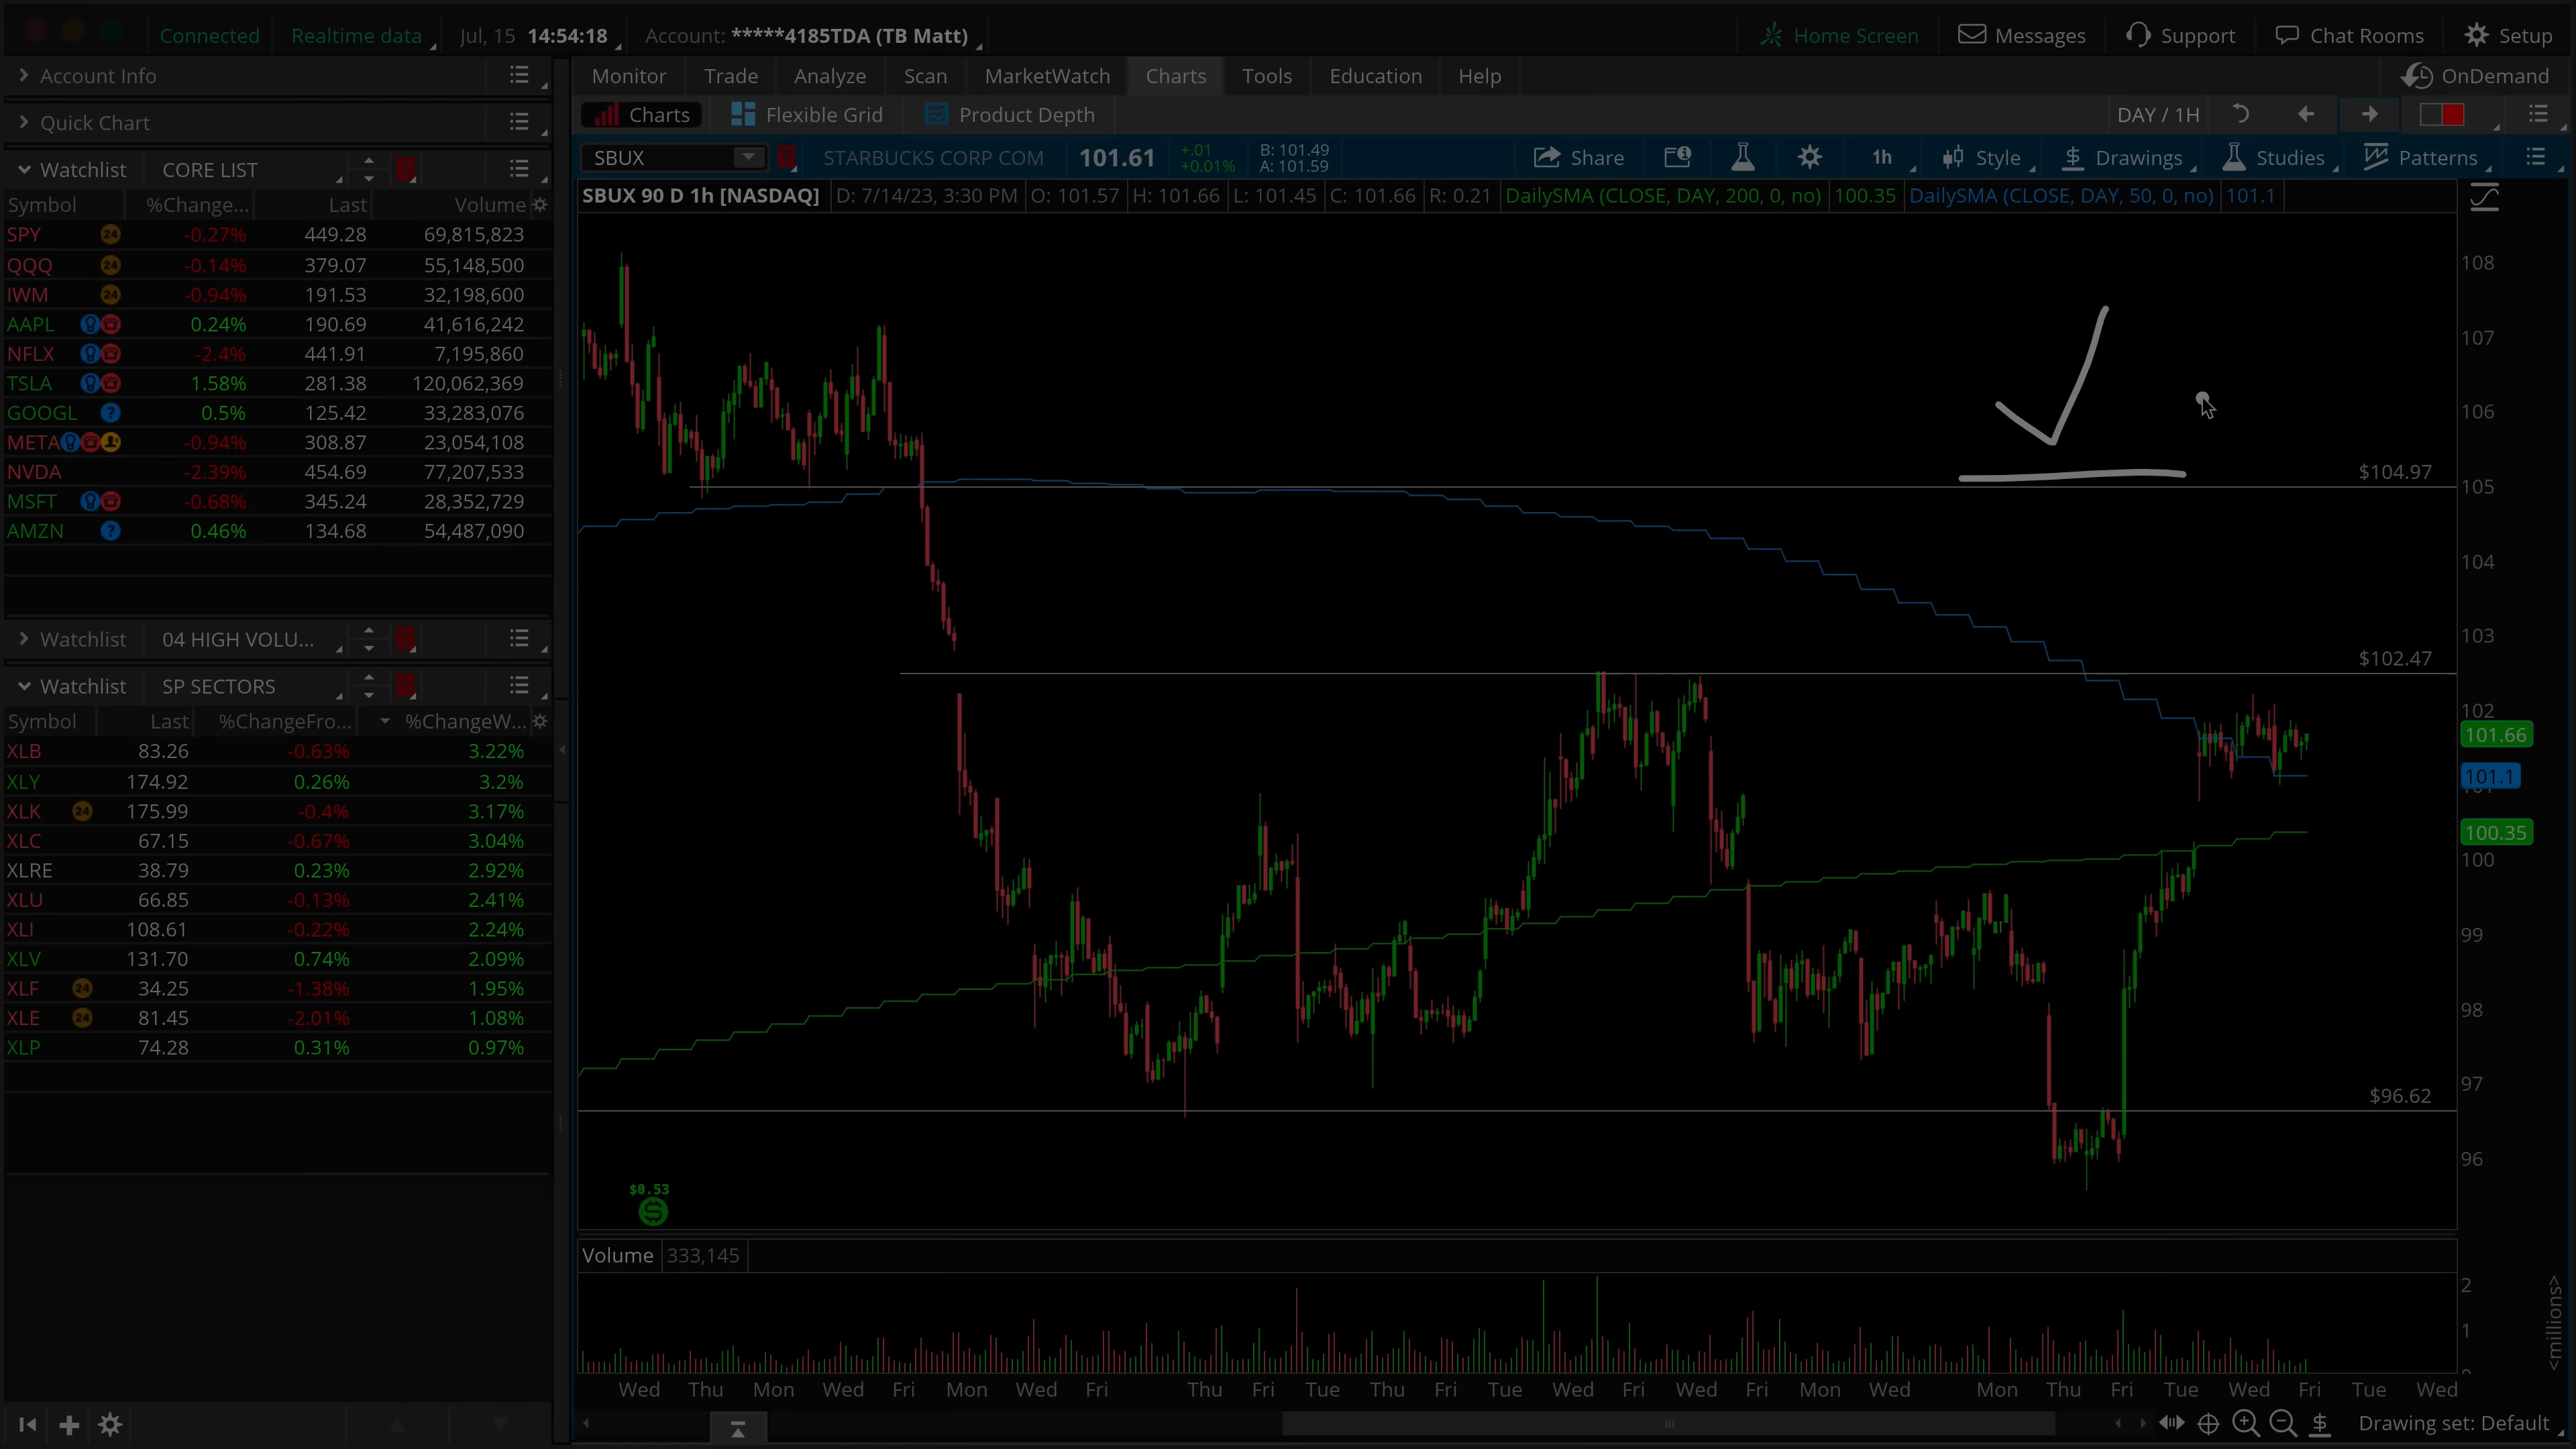 Connected Realtime data Jul, 15 14:54:18 Account: *****4185TDA (TB Matt) Home Screen Messages Support Chat Rooms Setup
Account Info
Monitor Trade Analyze Scan MarketWatch Charts Tools Education Help OnDemand
Quick Chart
Charts Flexible Grid Product Depth DAY / 1H
Watchlist CORE LIST
SBUX STARBUCKS CORP COM 101.61 +.01 +0.01% B: 101.49 A: 101.59 Share 1h Style Drawings Studies Patterns
SBUX 90 D 1h [NASDAQ] D: 7/14/23, 3:30 PM O: 101.57 H: 101.66 L: 101.45 C: 101.66 R: 0.21 DailySMA (CLOSE, DAY, 200, 0, no) 100.35 DailySMA (CLOSE, DAY, 50, 0, no) 101.1
Symbol %Change... Last Volume
SPY 24 -0.27% 449.28 69,815,823
QQQ 24 -0.14% 379.07 55,148,500
IWM 24 -0.94% 191.53 32,198,600
AAPL 0.24% 190.69 41,616,242
NFLX -2.4% 441.91 7,195,860
TSLA 1.58% 281.38 120,062,369
GOOGL ? 0.5% 125.42 33,283,076
META -0.94% 308.87 23,054,108
NVDA -2.39% 454.69 77,207,533
MSFT -0.68% 345.24 28,352,729
AMZN ? 0.46% 134.68 54,487,090
Watchlist 04 HIGH VOLU...
Watchlist SP SECTORS
Symbol Last %ChangeFro... %ChangeW...
XLB 83.26 -0.63% 3.22%
XLY 174.92 0.26% 3.2%
XLK 24 175.99 -0.4% 3.17%
XLC 67.15 -0.67% 3.04%
XLRE 38.79 0.23% 2.92%
XLU 66.85 -0.13% 2.41%
XLI 108.61 -0.22% 2.24%
XLV 131.70 0.74% 2.09%
XLF 24 34.25 -1.38% 1.95%
XLE 24 81.45 -2.01% 1.08%
XLP 74.28 0.31% 0.97%
108
107
106
$104.97
105
104
103
$102.47
102
101.66
101.1
100.35
100
99
98
97
$96.62
96
$0.53
Volume 333,145
2
1
<millions>
Wed Thu Mon Wed Fri Mon Wed Fri Thu Fri Tue Thu Fri Tue Wed Fri Wed Fri Mon Wed Mon Thu Fri Tue Wed Fri Tue Wed
Drawing set: Default